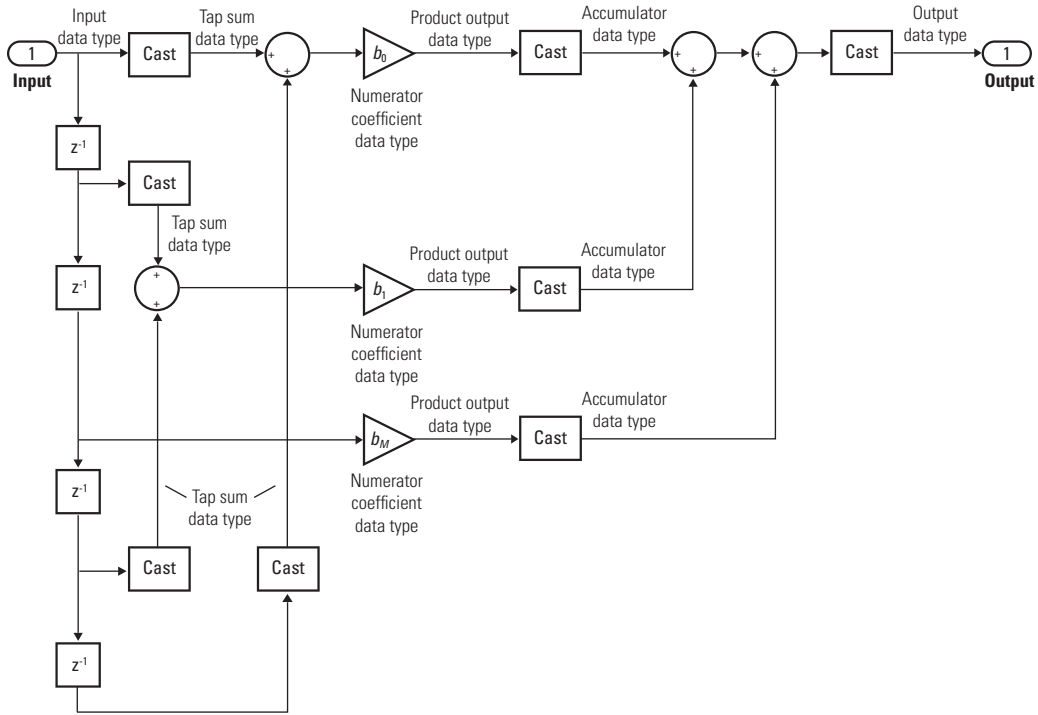 Input
data type
Tap sum
data type
Product output
data type
Accumulator
data type
Output
data type
1
Input
Cast
+
+
b0
Cast
+
+
+
+
Cast
1
Output
Numerator
coefficient
data type
z-1
Cast
Tap sum
data type
Product output
data type
Accumulator
data type
z-1
+
+
b1
Cast
Numerator
coefficient
data type
Product output
data type
Accumulator
data type
bM
Cast
z-1
Tap sum
data type
Numerator
coefficient
data type
Cast
Cast
z-1